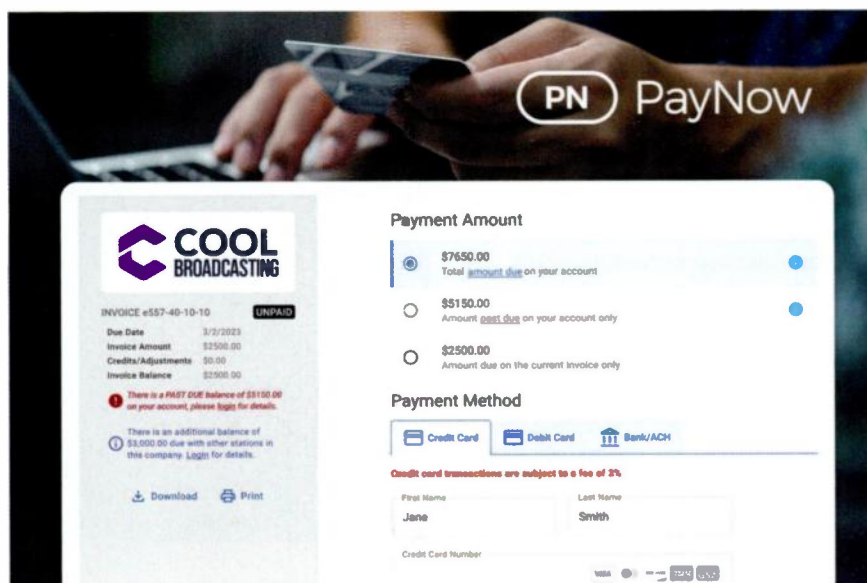 PN PayNow
COOL
BROADCASTING
INVOICE e557-40-10-10 UNPAID
Due Date 3/2/2023
Invoice Amount $2500.00
Credits/Adjustments $0.00
Invoice Balance $2500.00
There is a PAST DUE balance of $5150.00
on your account, please login for details.
There is an additional balance of
$3,000.00 due with other stations in
this company. Login for details.
Download Print
Payment Amount
$7650.00
Total amount due on your account
$5150.00
Amount past due on your account only
$2500.00
Amount due on the current invoice only
Payment Method
Credit Card Debit Card Bank/ACH
Credit card transactions are subject to a fee of 3%
First Name Last Name
Jane Smith
Credit Card Number
VISA